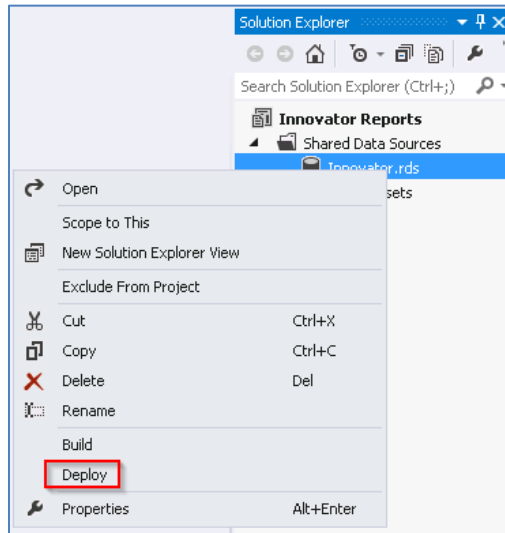 Solution Explorer
Search Solution Explorer (Ctrl+;)
Innovator Reports
Shared Data Sources
Innovator.rds
sets
Open
Scope to This
New Solution Explorer View
Exclude From Project
Cut Ctrl+X
Copy Ctrl+C
Delete Del
Rename
Build
Deploy
Properties Alt+Enter